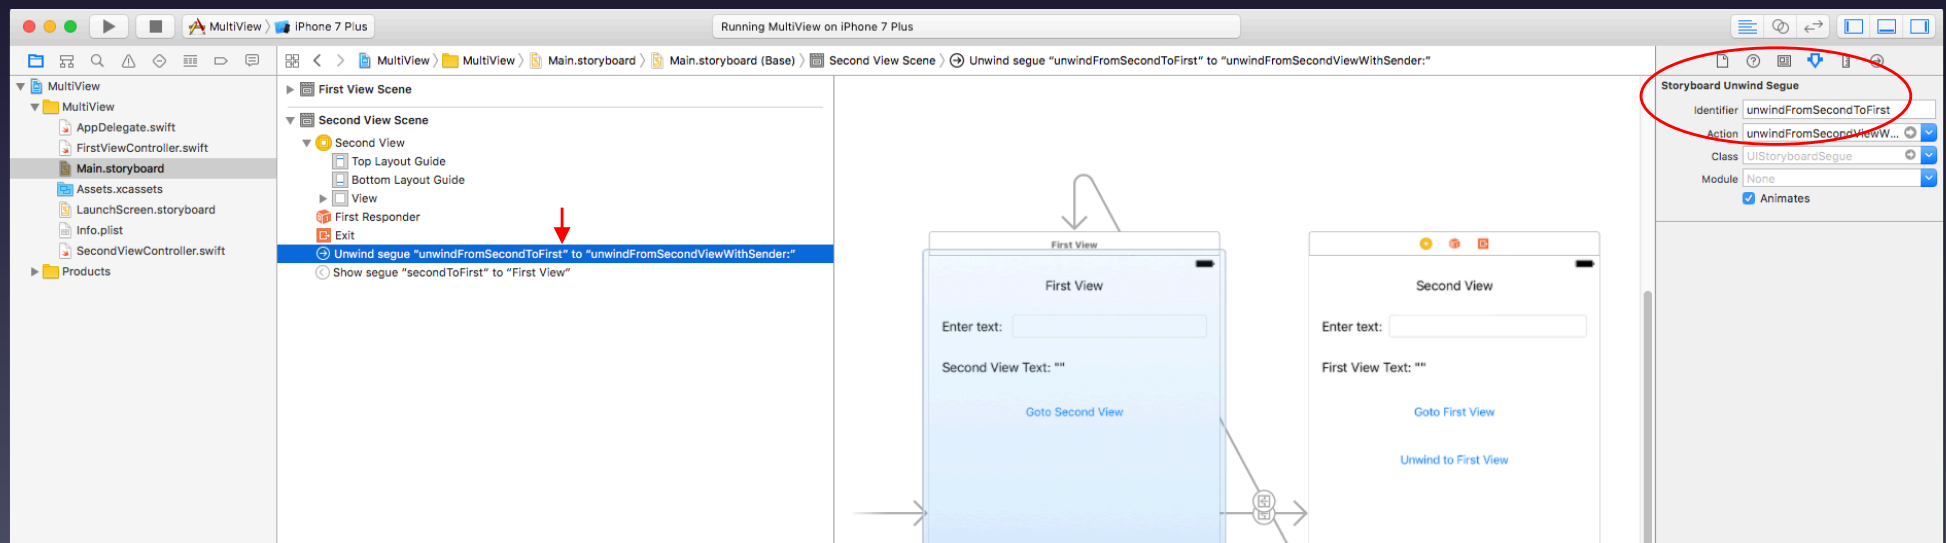 MultiView
iPhone 7 Plus
Running MultiView on iPhone 7 Plus
MultiView
MultiView
Main.storyboard
Main.storyboard (Base)
Second View Scene
Unwind segue “unwindFromSecondToFirst” to “unwindFromSecondViewWithSender:”
MultiView
MultiView
AppDelegate.swift
FirstViewController.swift
Main.storyboard
Assets.xcassets
LaunchScreen.storyboard
Info.plist
SecondViewController.swift
Products
First View Scene
Second View Scene
Second View
Top Layout Guide
Bottom Layout Guide
View
First Responder
Exit
Unwind segue “unwindFromSecondToFirst” to “unwindFromSecondViewWithSender:”
Show segue “secondToFirst” to “First View”
First View
First View
Enter text:
Second View Text: ""
Goto Second View
Second View
Enter text:
First View Text: ""
Goto First View
Unwind to First View
Storyboard Unwind Segue
Identifier unwindFromSecondToFirst
Action unwindFromSecondViewW...
Class UIStoryboardSegue
Module None
Animates